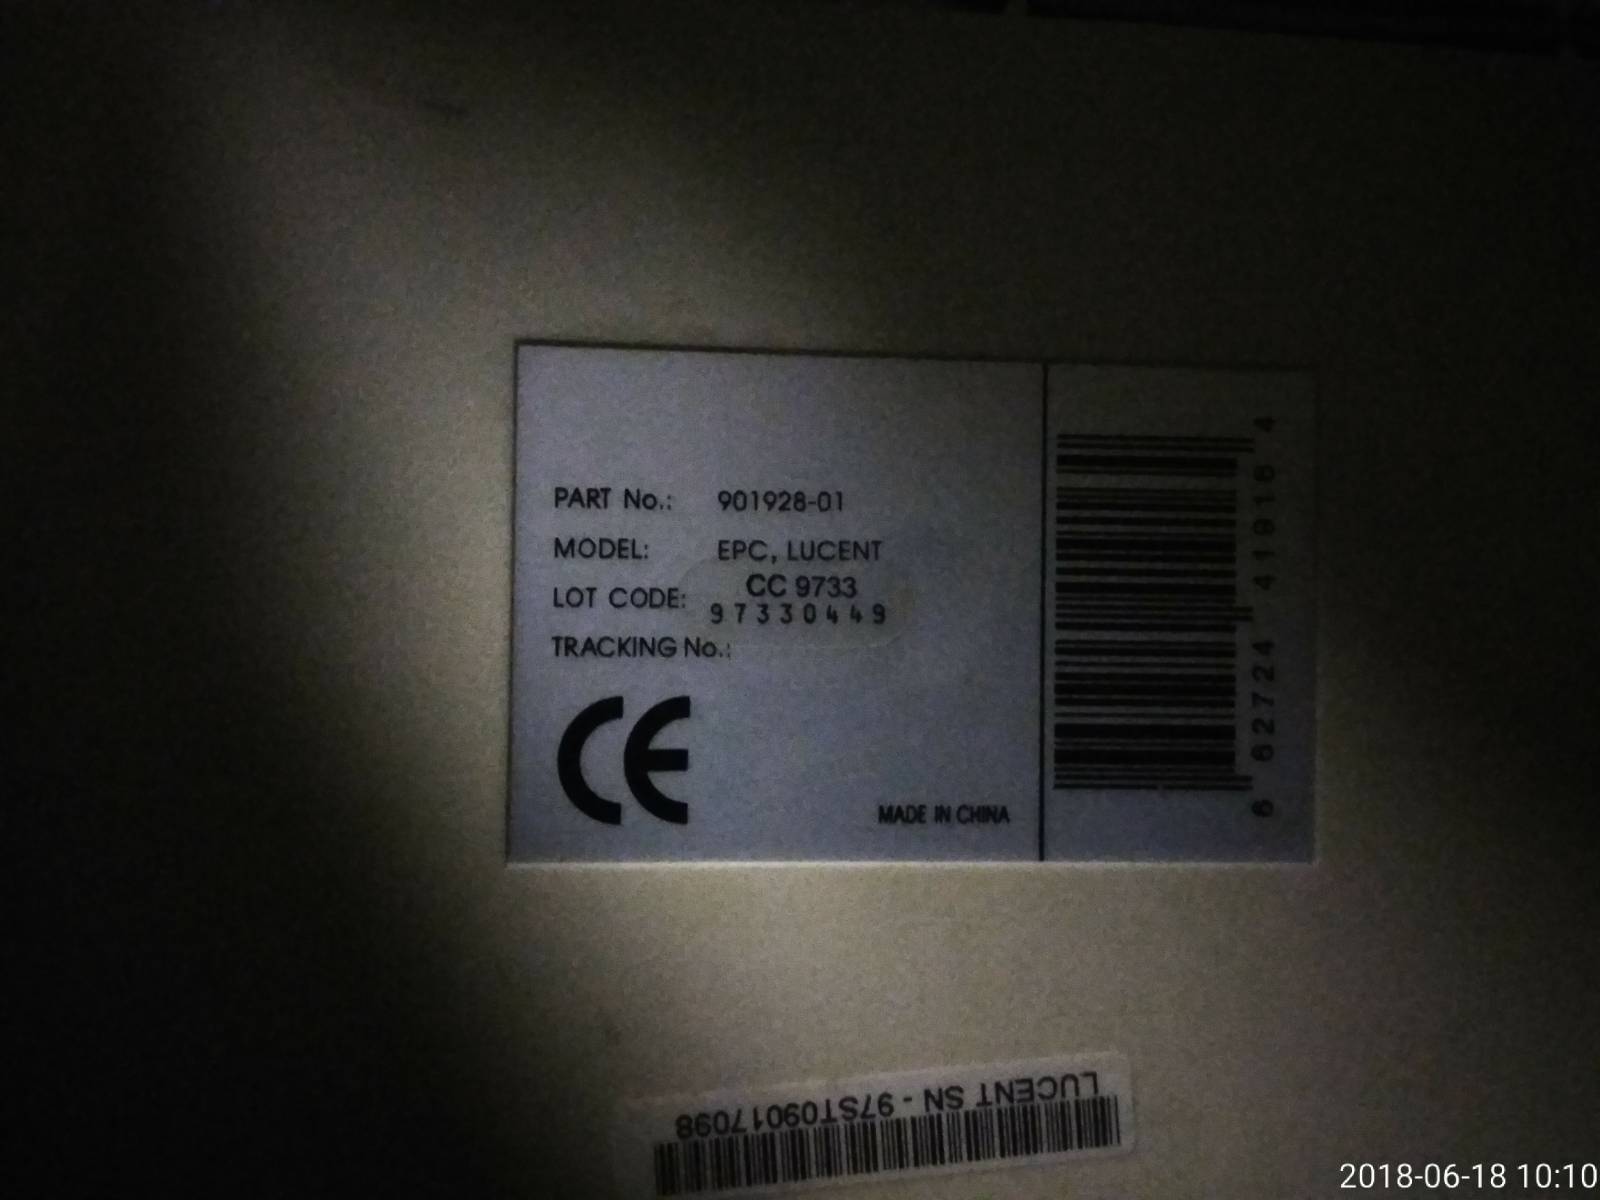 PART No.: 901928-01
MODEL: EPC, LUCENT
LOT CODE: CC 9733
97330449
TRACKING No.:
CE
MADE IN CHINA
6 62724 41918 4
LUCENT SN - 97ST09017098
2018-06-18 10:10